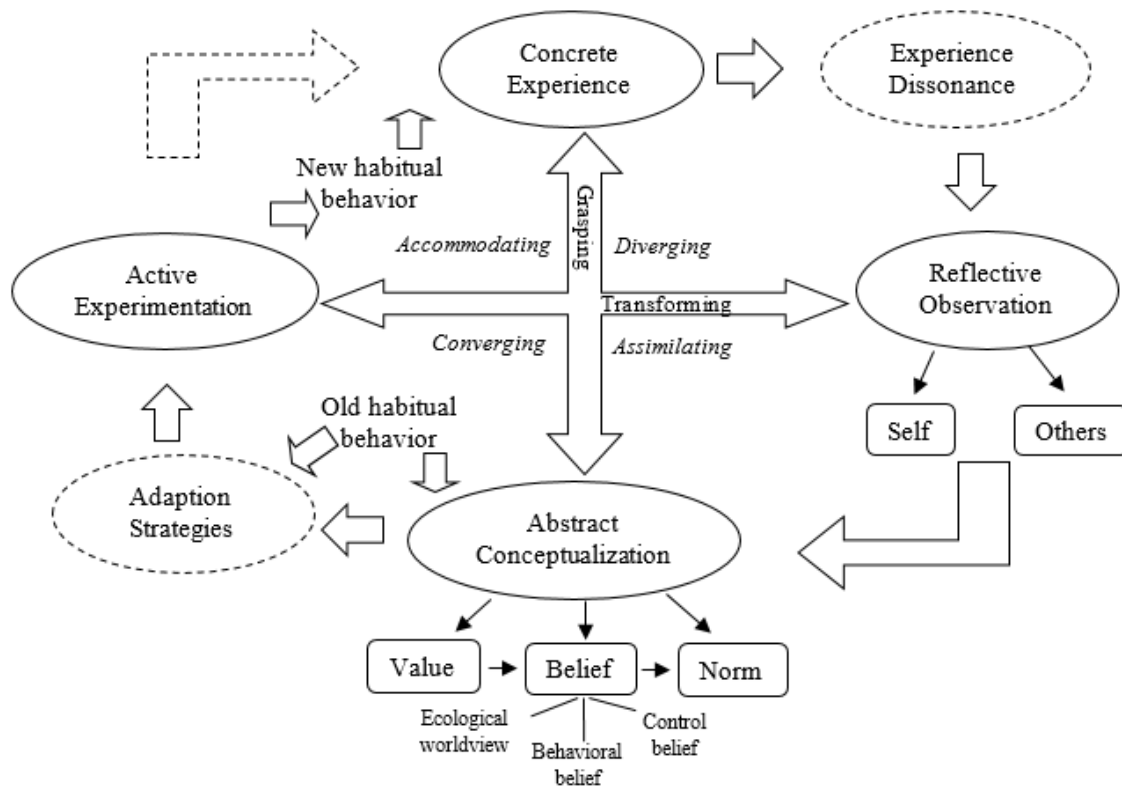 Concrete
Experience
Experience
Dissonance
New habitual
behavior
Grasping
Accommodating
Diverging
Active
Experimentation
Reflective
Observation
Transforming
Converging
Assimilating
Old habitual
behavior
Self
Others
Adaption
Strategies
Abstract
Conceptualization
Value
Belief
Norm
Ecological
worldview
Behavioral
belief
Control
belief